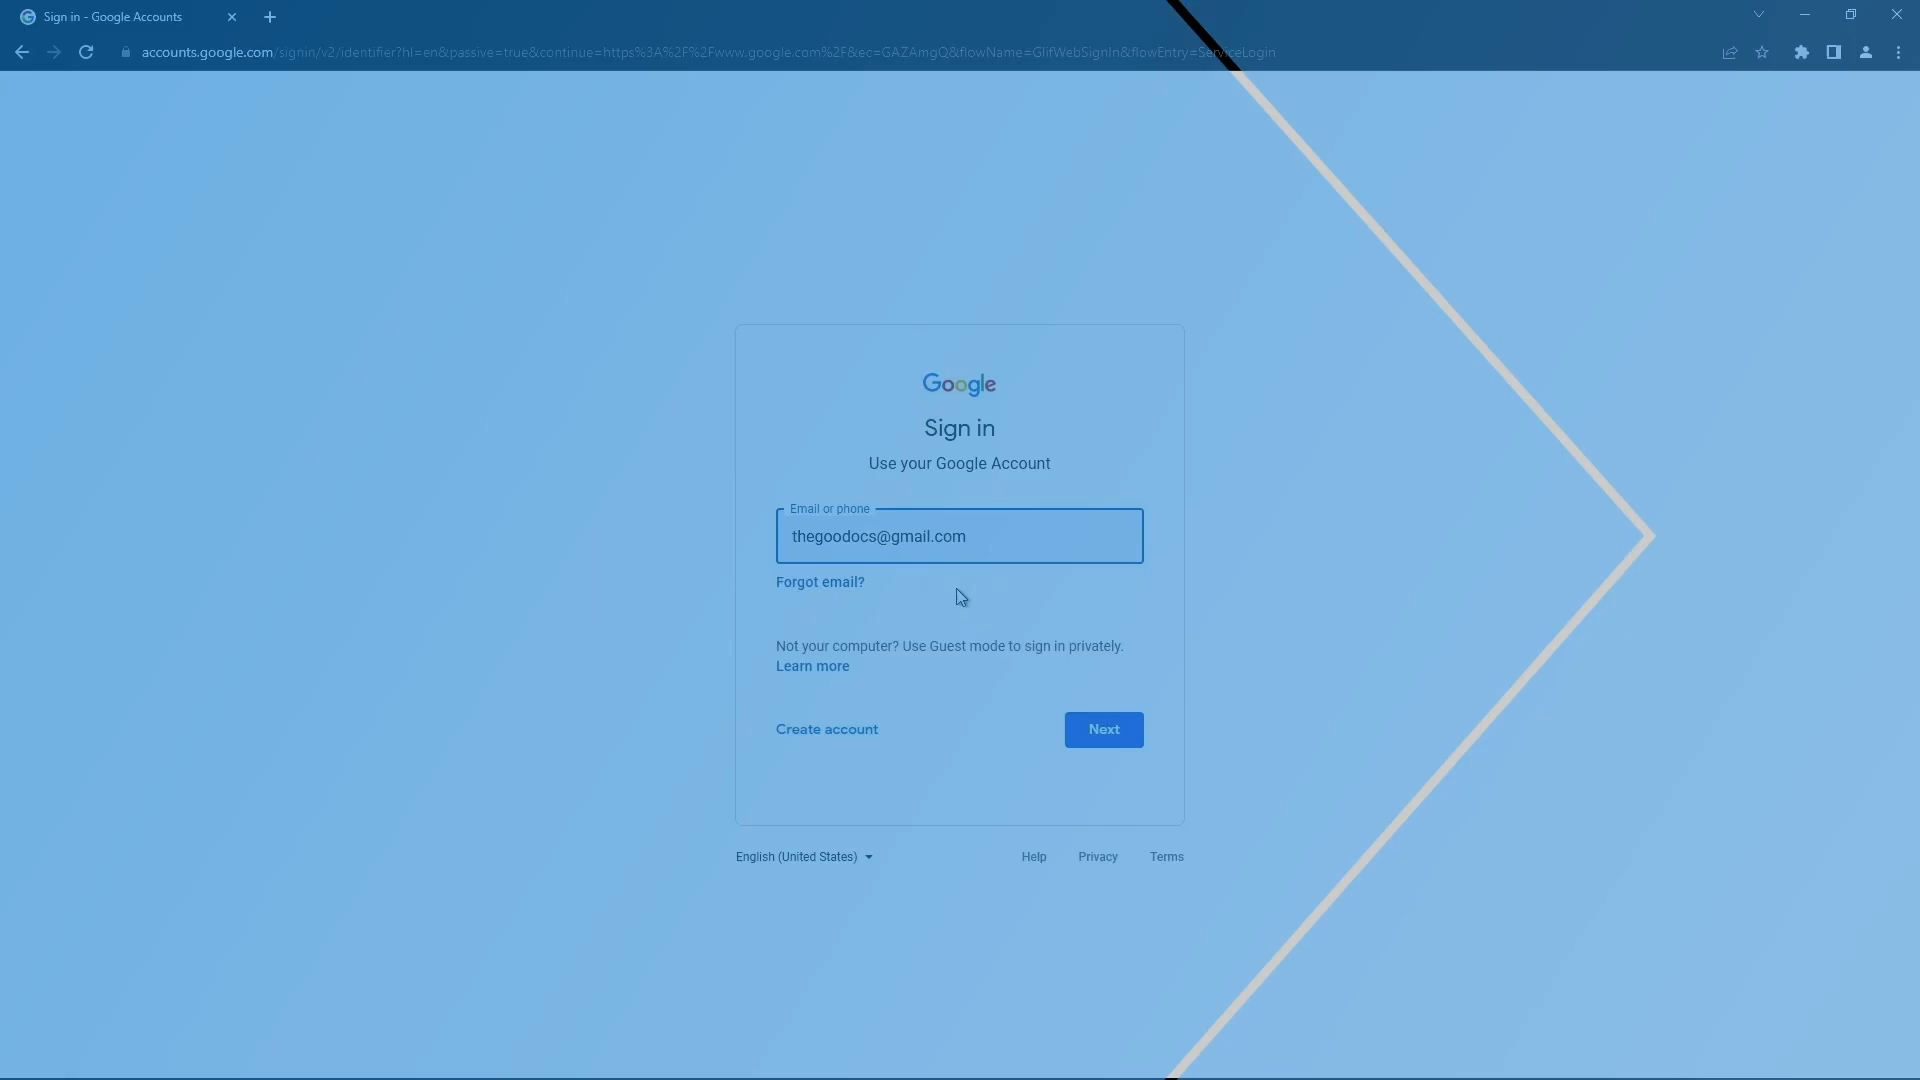 Sign in - Google Accounts
accounts.google.com/signin/v2/identifier?hl=en&passive=true&continue=https%3A%2F%2Fwww.google.com%2F&ec=GAZAmgQ&flowName=GlifWebSignIn&flowEntry=ServiceLogin
Google
Sign in
Use your Google Account
Email or phone
thegoodocs@gmail.com
Forgot email?
Not your computer? Use Guest mode to sign in privately.
Learn more
Create account
Next
English (United States)
Help
Privacy
Terms